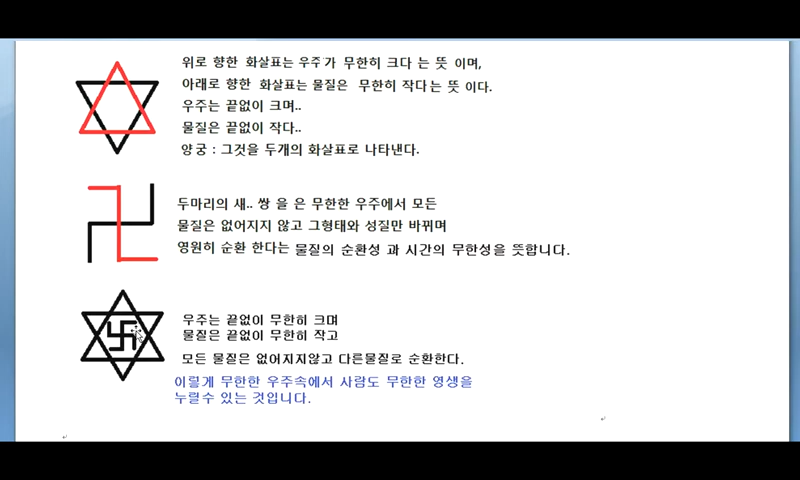 위로 향한 화살표는 우주가 무한히 크다 는 뜻 이며,
아래로 향한 화살표는 물질은 무한히 작다는 뜻 이다.
우주는 끝없이 크며..
물질은 끝없이 작다..
양궁 : 그것을 두개의 화살표로 나타낸다.
두마리의 새.. 쌍 을 은 무한한 우주에서 모든
물질은 없어지지 않고 그형태와 성질만 바뀌며
영원히 순환 한다는 물질의 순환성 과 시간의 무한성을 뜻합니다.
우주는 끝없이 무한히 크며
물질은 끝없이 무한히 작고
모든 물질은 없어지지않고 다른물질로 순환한다.
이렇게 무한한 우주속에서 사람도 무한한 영생을
누릴수 있는 것입니다.